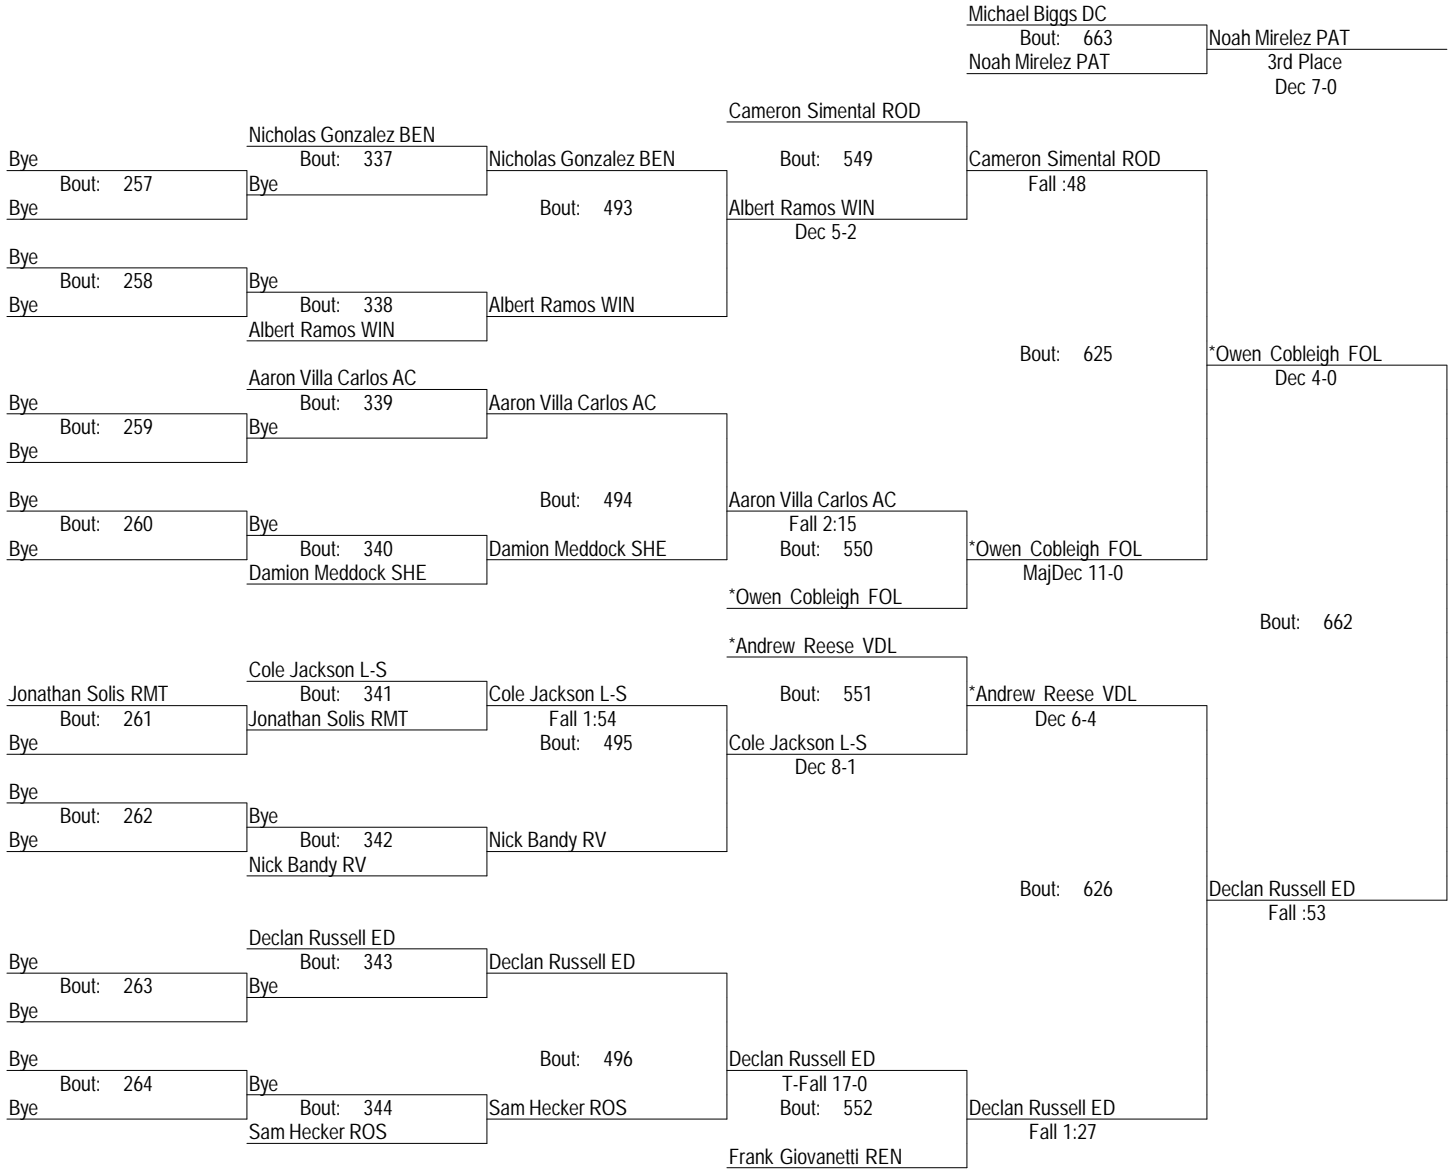 Michael Biggs DC
Bout: 663
Noah Mirelez PAT
Noah Mirelez PAT
3rd Place
Dec 7-0
Bye
Bout: 257
Bye
Bye
Bout: 258
Bye
Bye
Bout: 259
Bye
Bye
Bout: 260
Bye
Jonathan Solis RMT
Bout: 261
Bye
Bye
Bout: 262
Bye
Bye
Bout: 263
Bye
Bye
Bout: 264
Bye
Nicholas Gonzalez BEN
Bout: 337
Bye
Bye
Bout: 338
Albert Ramos WIN
Aaron Villa Carlos AC
Bout: 339
Bye
Bye
Bout: 340
Damion Meddock SHE
Cole Jackson L-S
Bout: 341
Jonathan Solis RMT
Bye
Bout: 342
Nick Bandy RV
Declan Russell ED
Bout: 343
Bye
Bye
Bout: 344
Sam Hecker ROS
Nicholas Gonzalez BEN
Bout: 493
Albert Ramos WIN
Aaron Villa Carlos AC
Bout: 494
Damion Meddock SHE
Cole Jackson L-S
Fall 1:54
Bout: 495
Nick Bandy RV
Declan Russell ED
Bout: 496
Sam Hecker ROS
Cameron Simental ROD
Bout: 549
Albert Ramos WIN
Dec 5-2
Aaron Villa Carlos AC
Fall 2:15
Bout: 550
*Owen Cobleigh FOL
*Andrew Reese VDL
Bout: 551
Cole Jackson L-S
Dec 8-1
Declan Russell ED
T-Fall 17-0
Bout: 552
Frank Giovanetti REN
Cameron Simental ROD
Fall :48
Bout: 625
*Owen Cobleigh FOL
MajDec 11-0
*Andrew Reese VDL
Dec 6-4
Bout: 626
Declan Russell ED
Fall 1:27
*Owen Cobleigh FOL
Dec 4-0
Bout: 662
Declan Russell ED
Fall :53